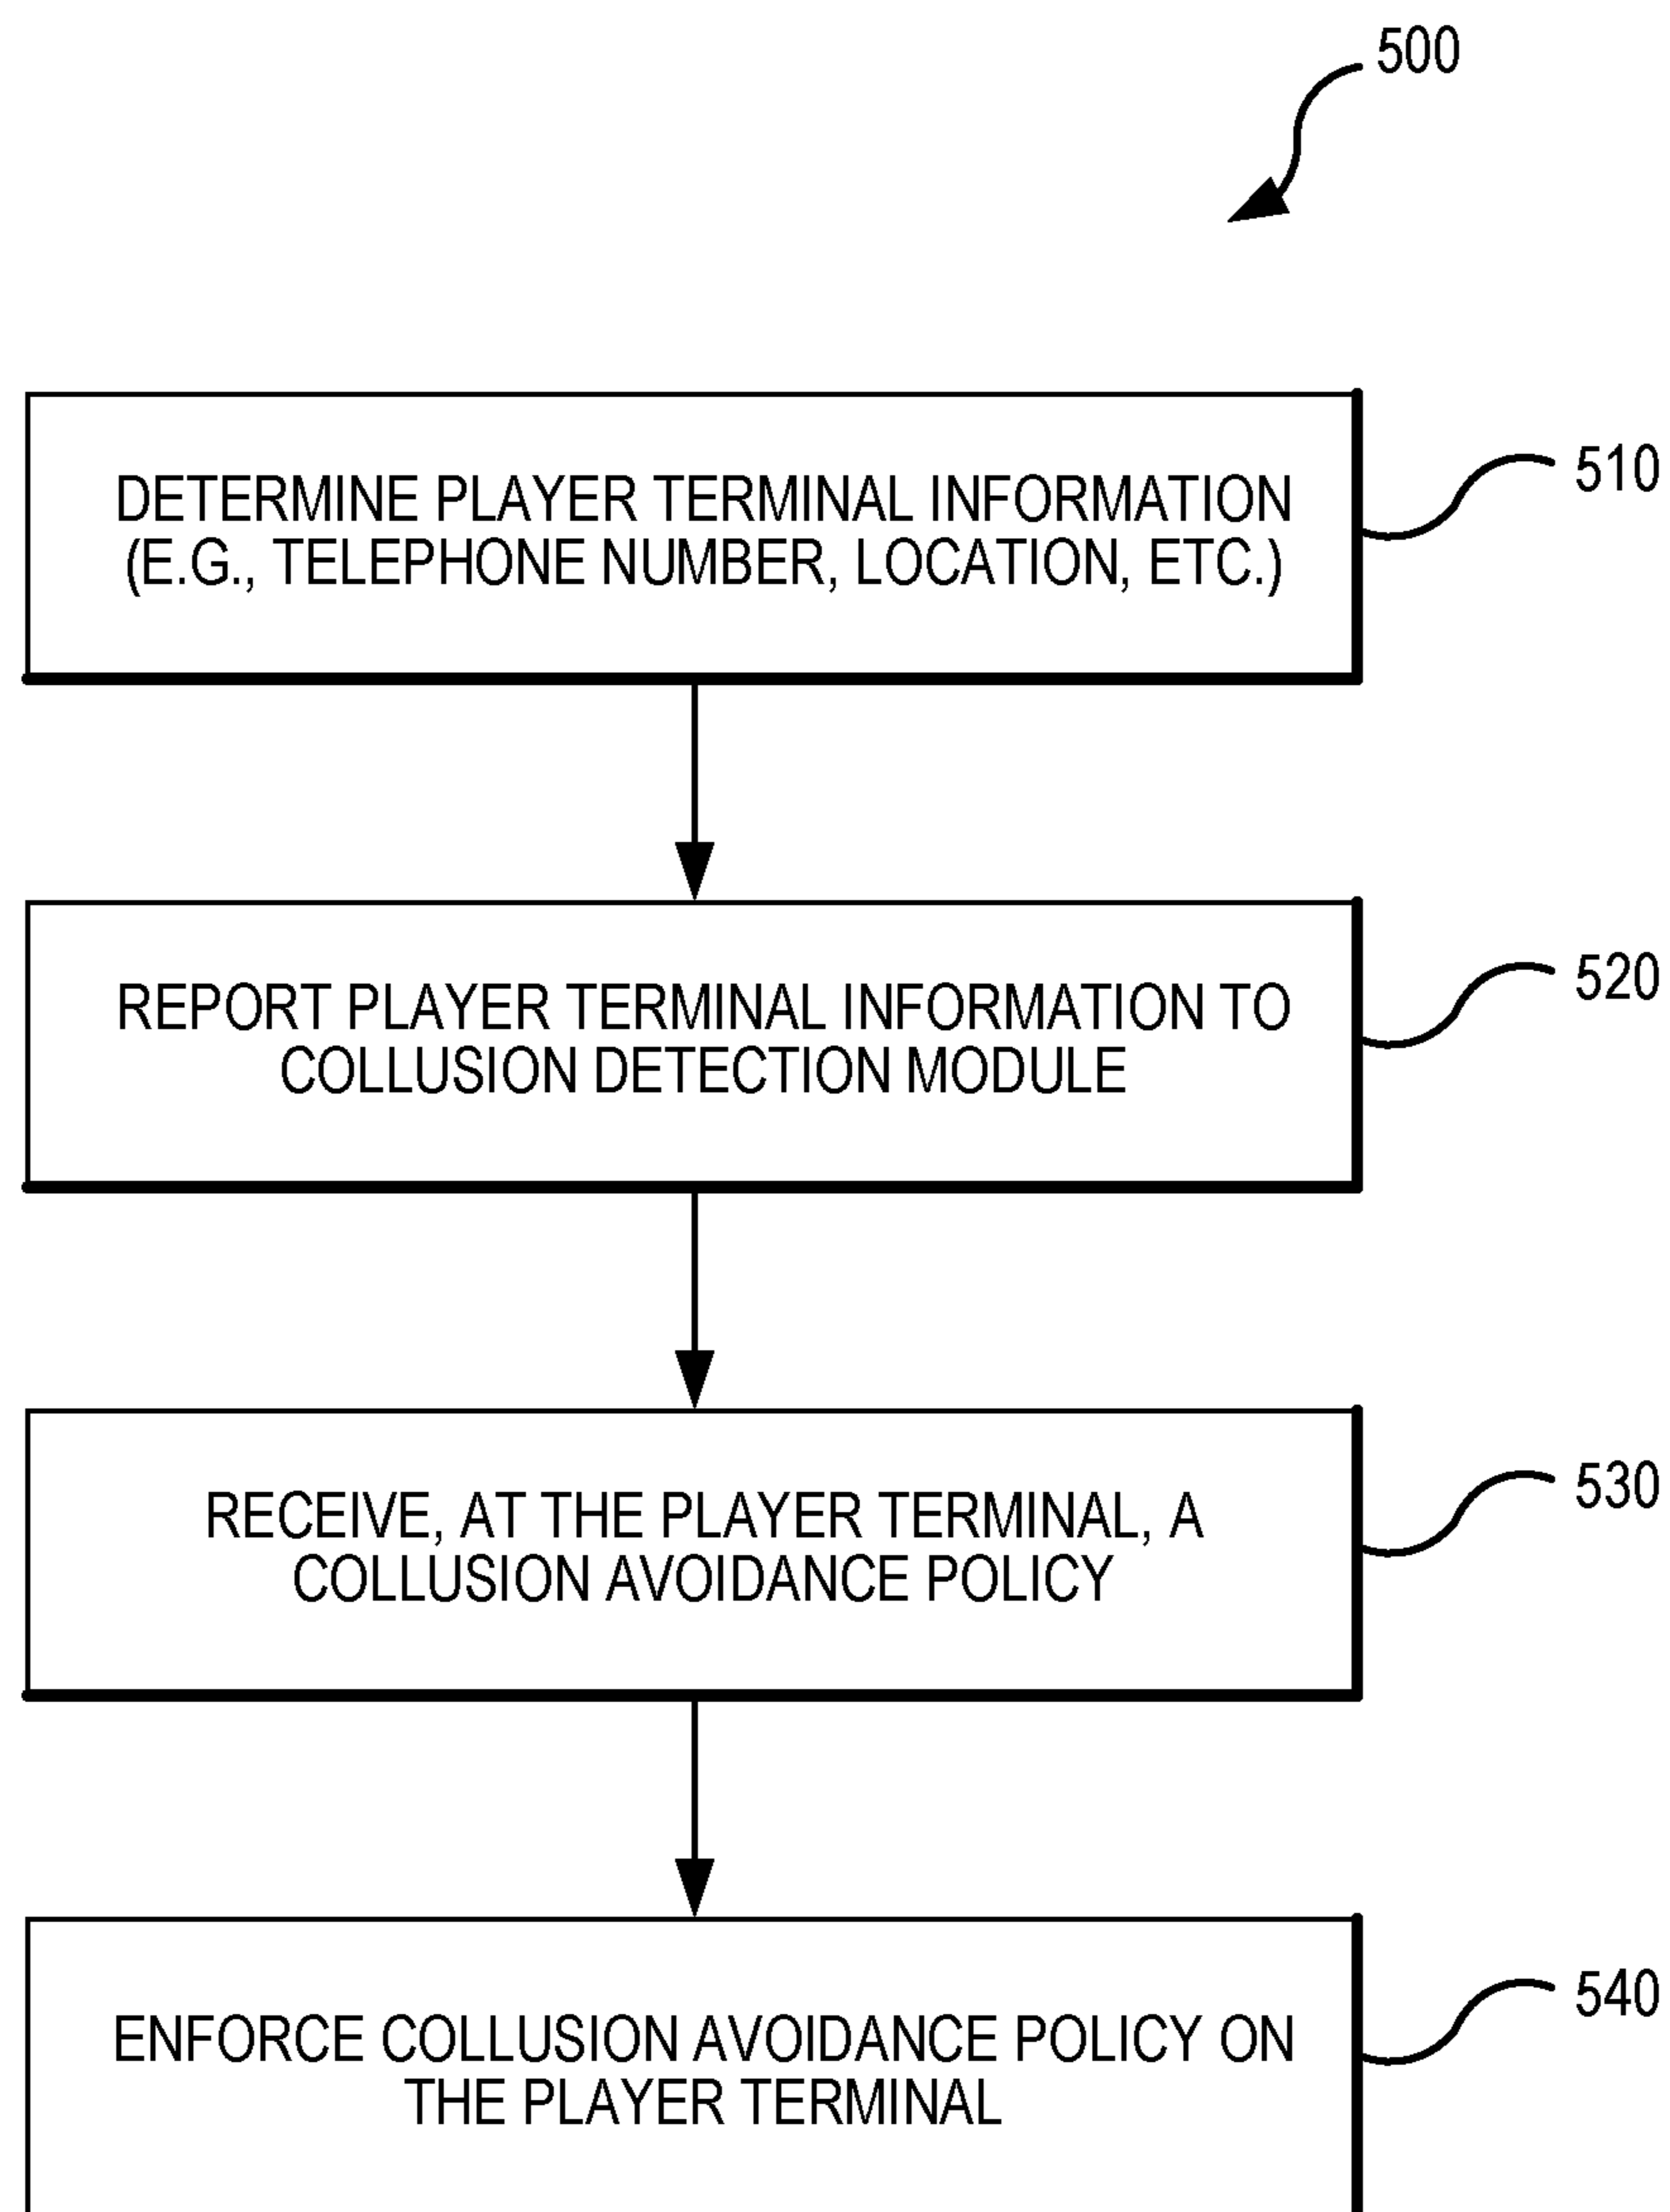 500
DETERMINE PLAYER TERMINAL INFORMATION
(E.G., TELEPHONE NUMBER, LOCATION, ETC.)
510
REPORT PLAYER TERMINAL INFORMATION TO
COLLUSION DETECTION MODULE
520
RECEIVE, AT THE PLAYER TERMINAL, A
COLLUSION AVOIDANCE POLICY
530
ENFORCE COLLUSION AVOIDANCE POLICY ON
THE PLAYER TERMINAL
540